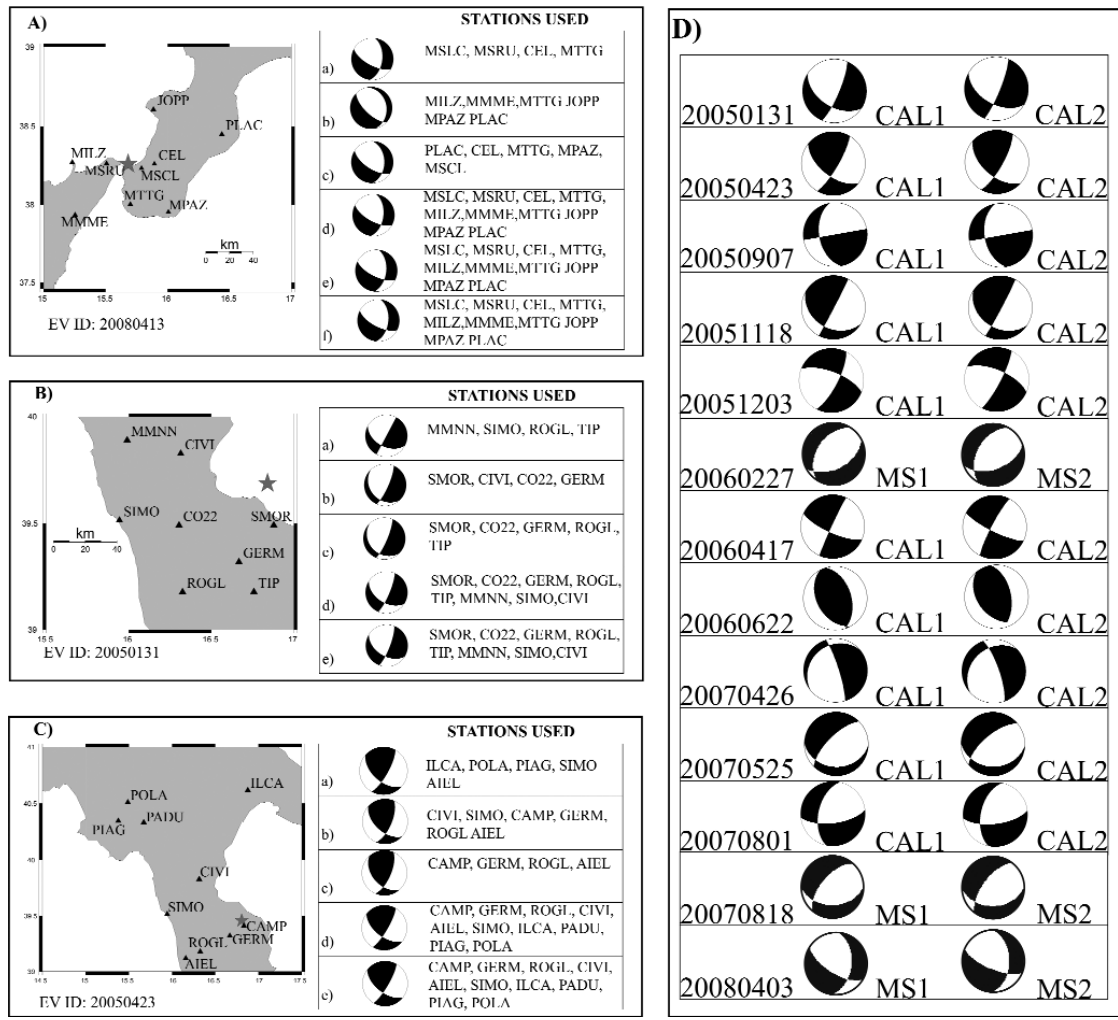 A)
STATIONS USED
39
38.5
38
37.5
15
15.5
16
16.5
17
JOPP
PLAC
MILZ
MSRU
CEL
MSCL
MTTG
MPAZ
MMME
km
0 20 40
EV ID: 20080413
a)
MSLC, MSRU, CEL, MTTG
b)
MILZ,MMME,MTTG JOPP
MPAZ PLAC
c)
PLAC, CEL, MTTG, MPAZ,
MSCL
d)
MSLC, MSRU, CEL, MTTG,
MILZ,MMME,MTTG JOPP
MPAZ PLAC
e)
MSLC, MSRU, CEL, MTTG,
MILZ,MMME,MTTG JOPP
MPAZ PLAC
f)
MSLC, MSRU, CEL, MTTG,
MILZ,MMME,MTTG JOPP
MPAZ PLAC
B)
STATIONS USED
40
39.5
39
15.5
16
16.5
17
MMNN
CIVI
SIMO
CO22
SMOR
GERM
ROGL
TIP
km
0 20 40
EV ID: 20050131
a)
MMNN, SIMO, ROGL, TIP
b)
SMOR, CIVI, CO22, GERM
c)
SMOR, CO22, GERM, ROGL,
TIP
d)
SMOR, CO22, GERM, ROGL,
TIP, MMNN, SIMO,CIVI
e)
SMOR, CO22, GERM, ROGL,
TIP, MMNN, SIMO,CIVI
C)
STATIONS USED
41
40.5
40
39.5
39
15
15.5
16
16.5
17
17.5
ILCA
POLA
PADU
PIAG
CIVI
SIMO
CAMP
GERM
ROGL
AIEL
EV ID: 20050423
a)
ILCA, POLA, PIAG, SIMO
AIEL
b)
CIVI, SIMO, CAMP, GERM,
ROGL AIEL
c)
CAMP, GERM, ROGL, AIEL
d)
CAMP, GERM, ROGL, CIVI,
AIEL, SIMO, ILCA, PADU,
PIAG, POLA
e)
CAMP, GERM, ROGL, CIVI,
AIEL, SIMO, ILCA, PADU,
PIAG, POLA
D)
20050131 CAL1 CAL2
20050423 CAL1 CAL2
20050907 CAL1 CAL2
20051118 CAL1 CAL2
20051203 CAL1 CAL2
20060227 MS1 MS2
20060417 CAL1 CAL2
20060622 CAL1 CAL2
20070426 CAL1 CAL2
20070525 CAL1 CAL2
20070801 CAL1 CAL2
20070818 MS1 MS2
20080403 MS1 MS2